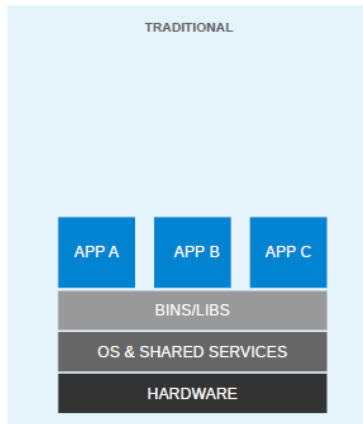 TRADITIONAL
APP A APP B APP C
BINS/LIBS
OS & SHARED SERVICES
HARDWARE